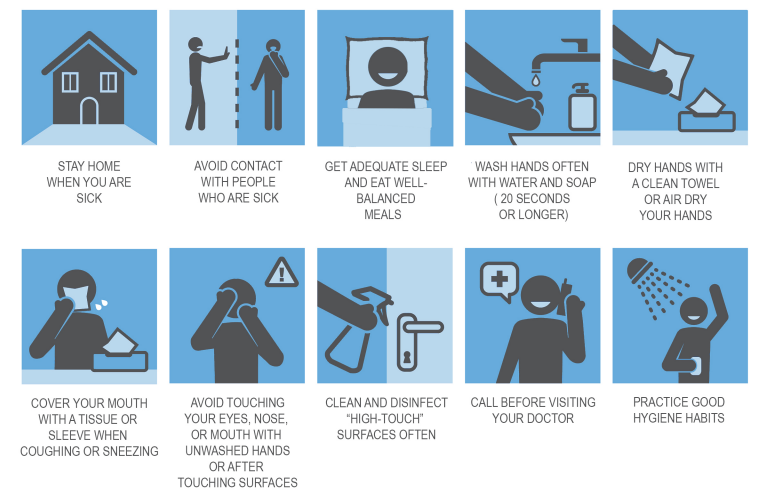 STAY HOME
WHEN YOU ARE
SICK
AVOID CONTACT
WITH PEOPLE
WHO ARE SICK
GET ADEQUATE SLEEP
AND EAT WELL-
BALANCED
MEALS
WASH HANDS OFTEN
WITH WATER AND SOAP
( 20 SECONDS
OR LONGER)
DRY HANDS WITH
A CLEAN TOWEL
OR AIR DRY
YOUR HANDS
COVER YOUR MOUTH
WITH A TISSUE OR
SLEEVE WHEN
COUGHING OR SNEEZING
AVOID TOUCHING
YOUR EYES, NOSE,
OR MOUTH WITH
UNWASHED HANDS
OR AFTER
TOUCHING SURFACES
CLEAN AND DISINFECT
“HIGH-TOUCH”
SURFACES OFTEN
CALL BEFORE VISITING
YOUR DOCTOR
PRACTICE GOOD
HYGIENE HABITS